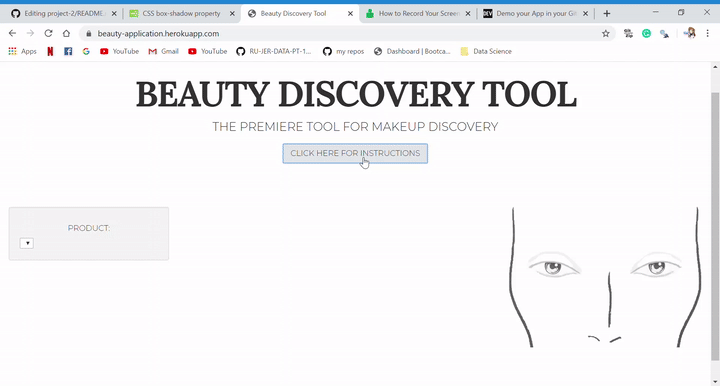 Editing project-2/README. CSS box-shadow property Beauty Discovery Tool How to Record Your Screen Demo your App in your Git
beauty-application.herokuapp.com
Apps YouTube Gmail YouTube RU-JER-DATA-PT-1... my repos Dashboard | Bootca... Data Science
BEAUTY DISCOVERY TOOL
THE PREMIERE TOOL FOR MAKEUP DISCOVERY
CLICK HERE FOR INSTRUCTIONS
PRODUCT: